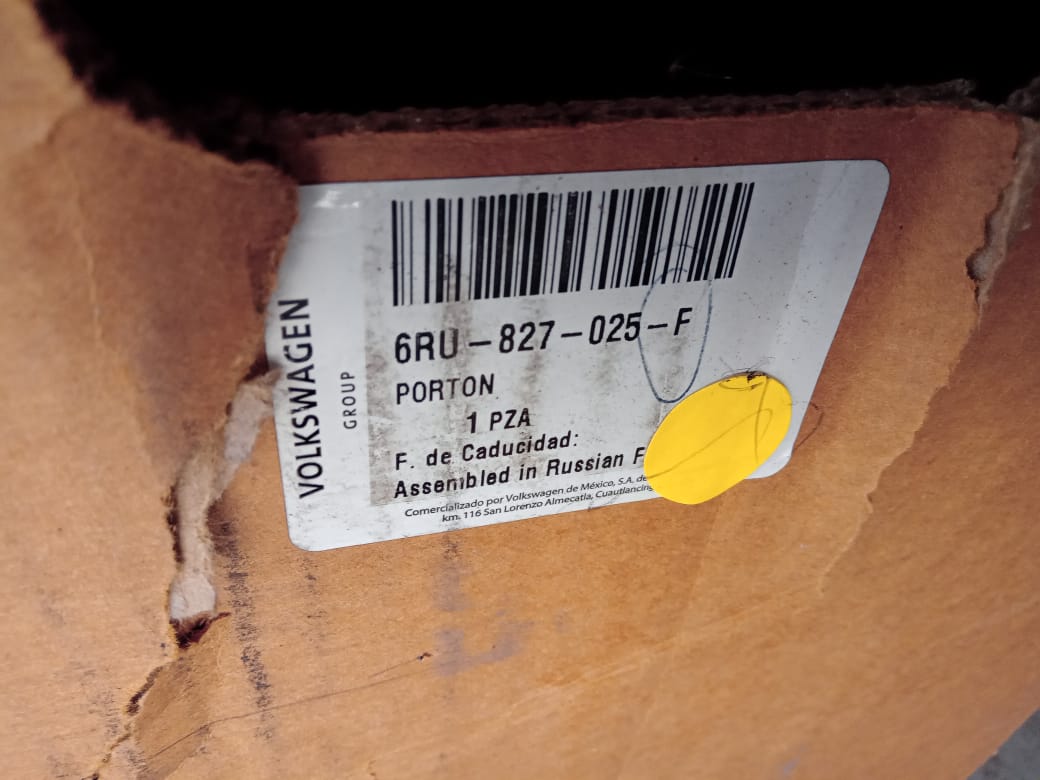 VOLKSWAGEN
GROUP
6RU-827-025-F
PORTON
1 PZA
F. de Caducidad:
Assembled in Russian
Comercializado por Volkswagen de México, S.A. de
km. 116 San Lorenzo Almecatla, Cuautlancing